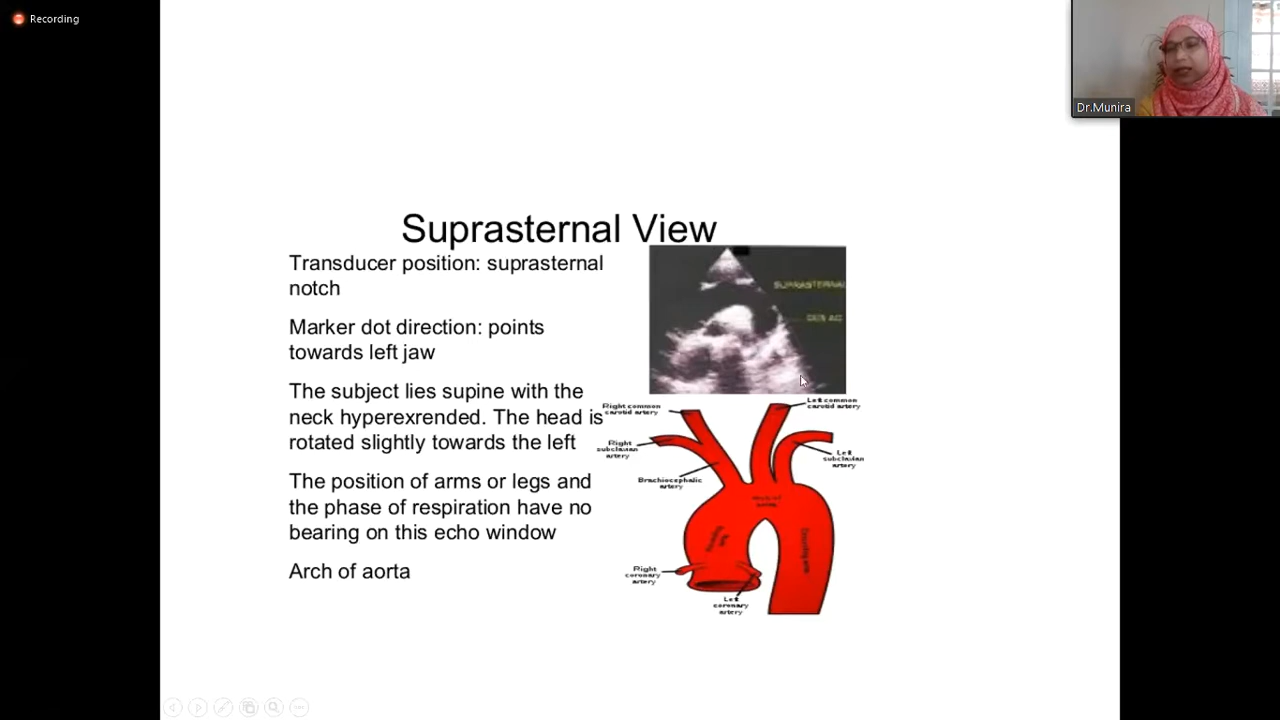 Recording
Dr.Munira
Suprasternal View
Transducer position: suprasternal
notch
Marker dot direction: points
towards left jaw
The subject lies supine with the
neck hyperexrended. The head is
rotated slightly towards the left
The position of arms or legs and
the phase of respiration have no
bearing on this echo window
Arch of aorta
SUPRASTERNAL
Right common
carotid artery
Left common
carotid artery
Right
subclavian
artery
Left
subclavian
artery
Brachiocephalic
artery
Right
coronary
artery
Left
coronary
artery